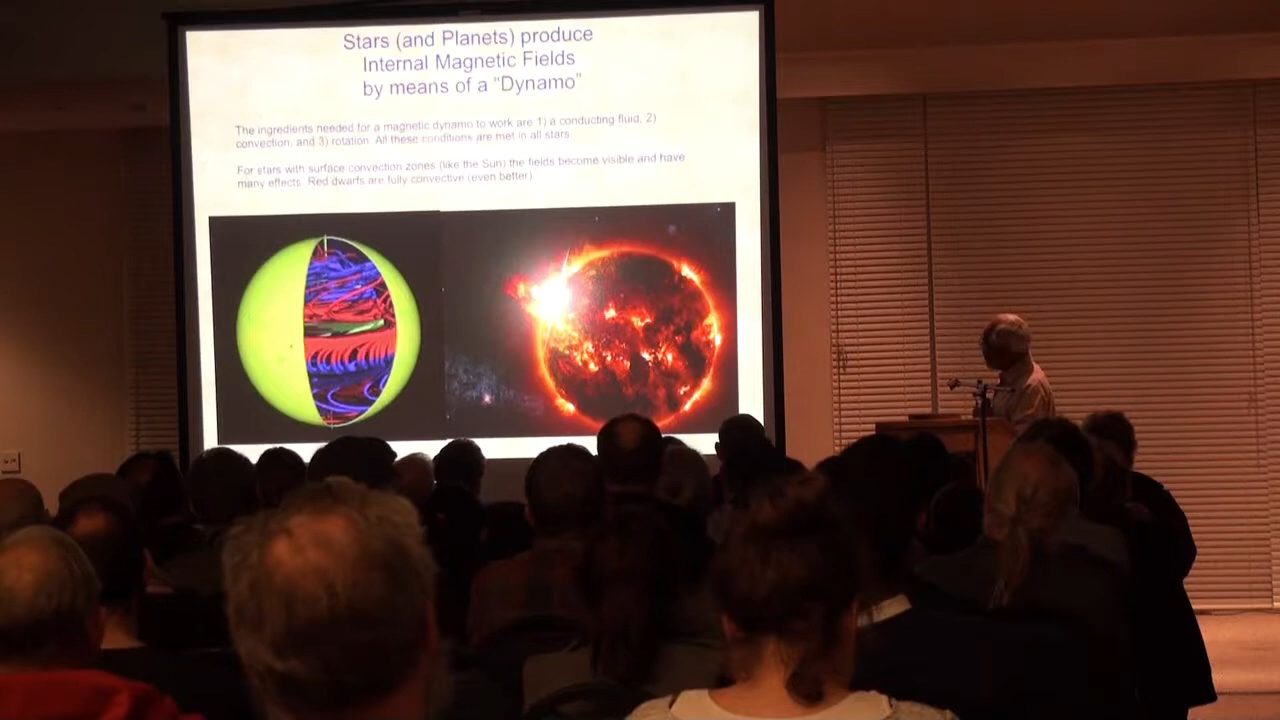 Stars (and Planets) produce
Internal Magnetic Fields
by means of a “Dynamo”
The ingredients needed for a magnetic dynamo to work are 1) a conducting fluid, 2)
convection, and 3) rotation. All these conditions are met in all stars.
For stars with surface convection zones (like the Sun) the fields become visible and have
many effects. Red dwarfs are fully convective (even better)